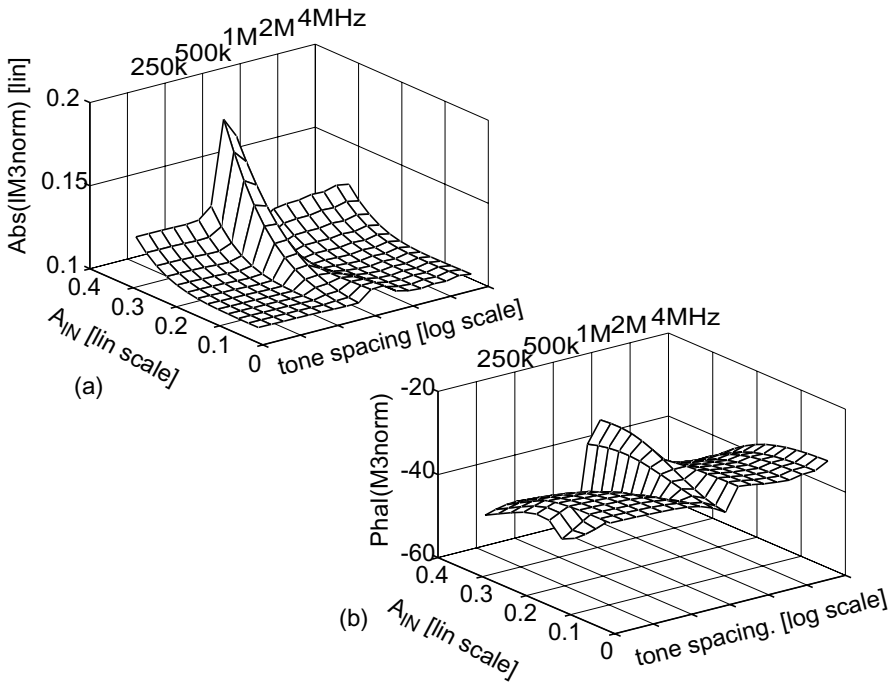 250k 500k 1M 2M 4MHz
Abs(IM3norm) [lin]
0.2
0.15
0.1
0.4
0.3
0.2
0.1
0
A_IN [lin scale]
tone spacing [log scale]
(a)
250k 500k 1M 2M 4MHz
Phal(M3norm)
-20
-40
-60
0.4
0.3
0.2
0.1
0
A_IN [lin scale]
tone spacing. [log scale]
(b)